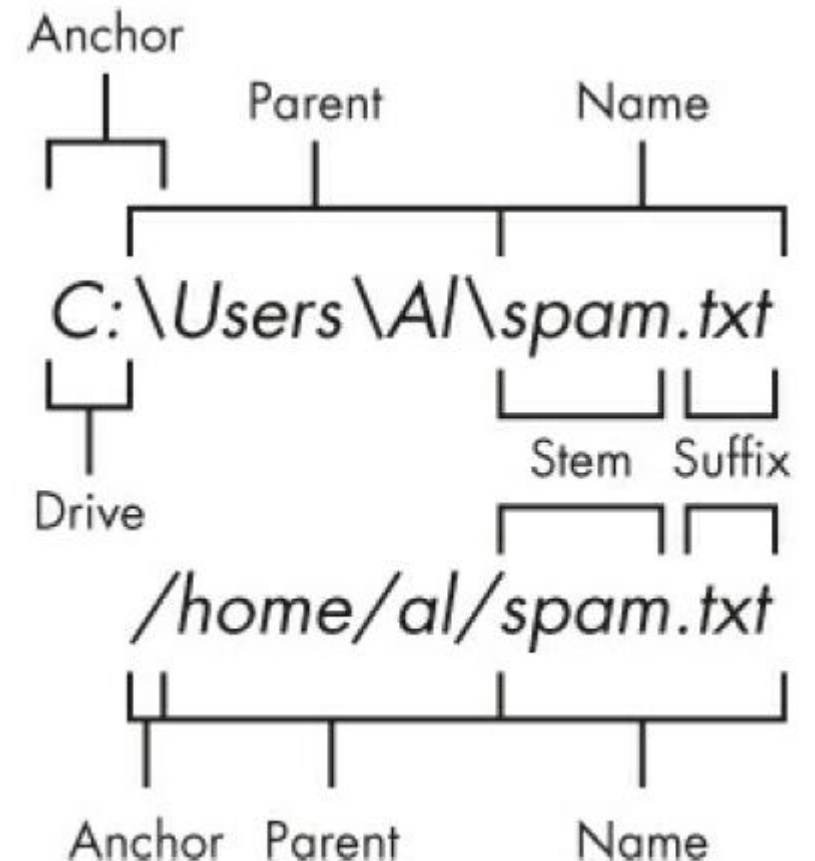 Anchor
Parent Name
C:\Users\Al\spam.txt
Stem Suffix
Drive
/home/al/spam.txt
Anchor Parent Name